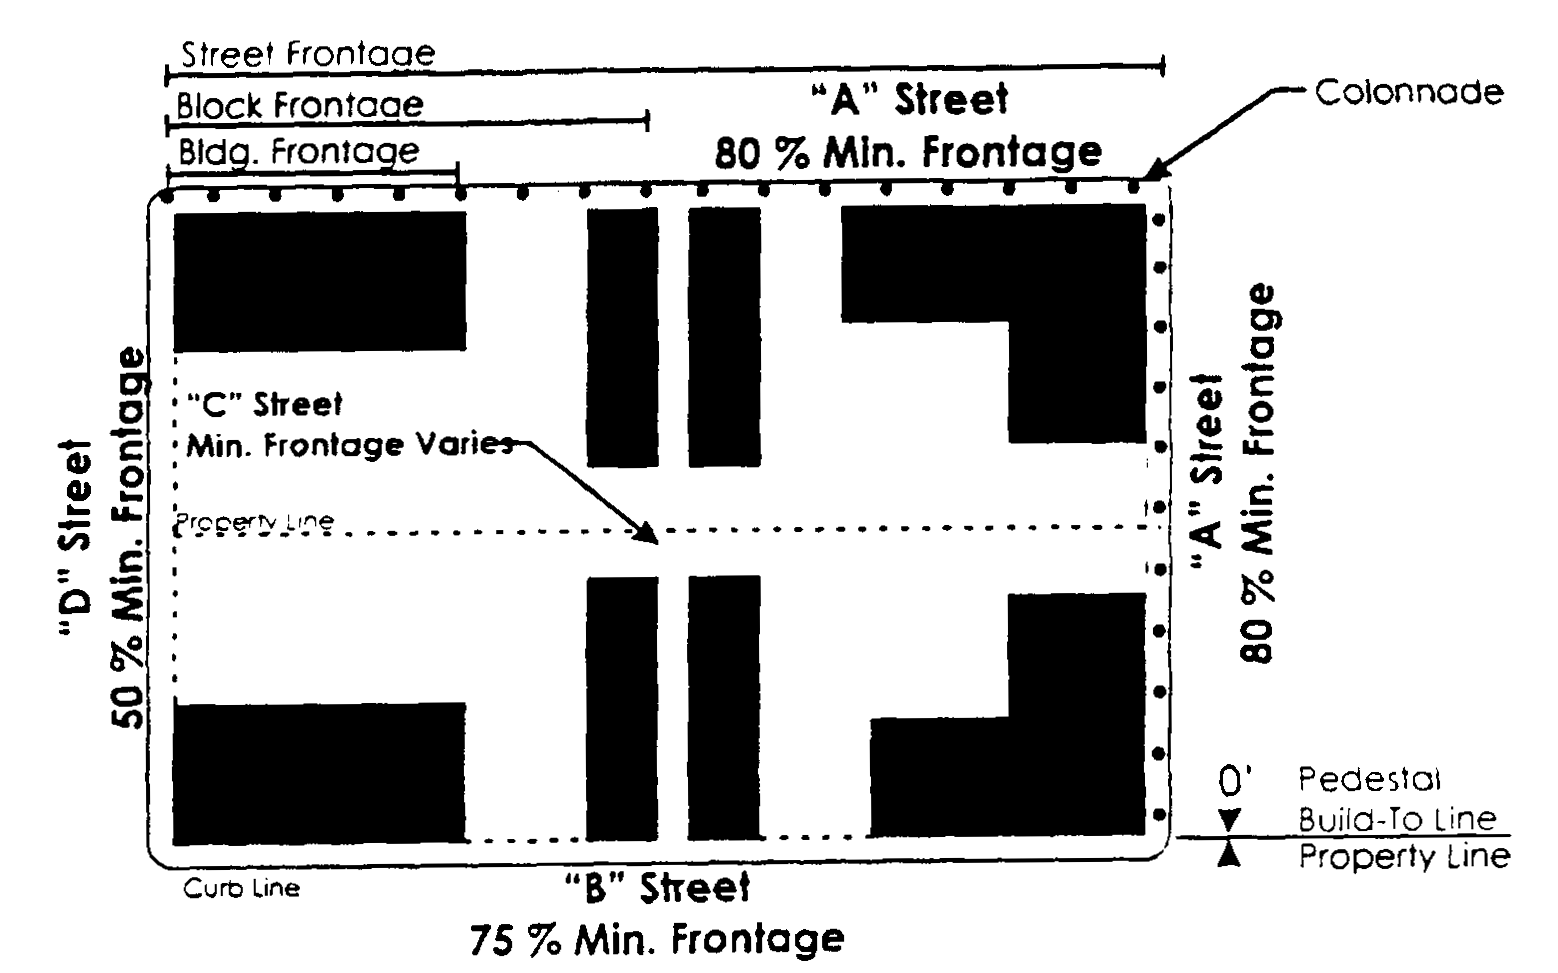 Street Frontage
Block Frontage
Bldg. Frontage
"A" Street
80 % Min. Frontage
Colonnade
"C" Street
Min. Frontage Varies
Property Line
"D" Street
50 % Min. Frontage
"A" Street
80 % Min. Frontage
0'
Pedestal
Build-To Line
Property Line
Curb Line
"B" Street
75 % Min. Frontage